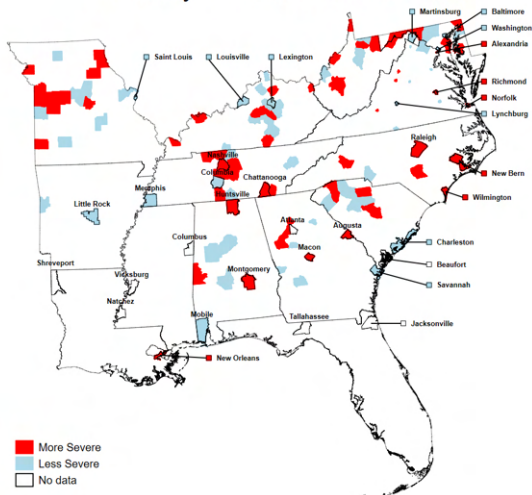 Martinsburg
Baltimore
Washington
Alexandria
Saint Louis
Louisville
Lexington
Richmond
Norfolk
Lynchburg
Raleigh
Nashville
Columbia
Chattanooga
New Bern
Memphis
Huntsville
Wilmington
Little Rock
Atlanta
Augusta
Columbus
Charleston
Macon
Shreveport
Beaufort
Vicksburg
Montgomery
Savannah
Natchez
Mobile
Tallahassee
Jacksonville
New Orleans
More Severe
Less Severe
No data